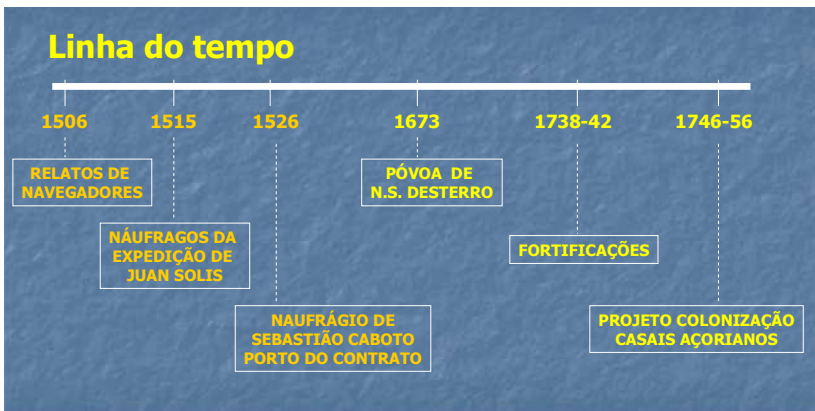 Linha do tempo
1506 1515 1526 1673 1738-42 1746-56
RELATOS DE
NAVEGADORES
NÁUFRAGOS DA
EXPEDIÇÃO DE
JUAN SOLIS
NAUFRÁGIO DE
SEBASTIÃO CABOTO
PORTO DO CONTRATO
PÓVOA DE
N.S. DESTERRO
FORTIFICAÇÕES
PROJETO COLONIZAÇÃO
CASAIS AÇORIANOS